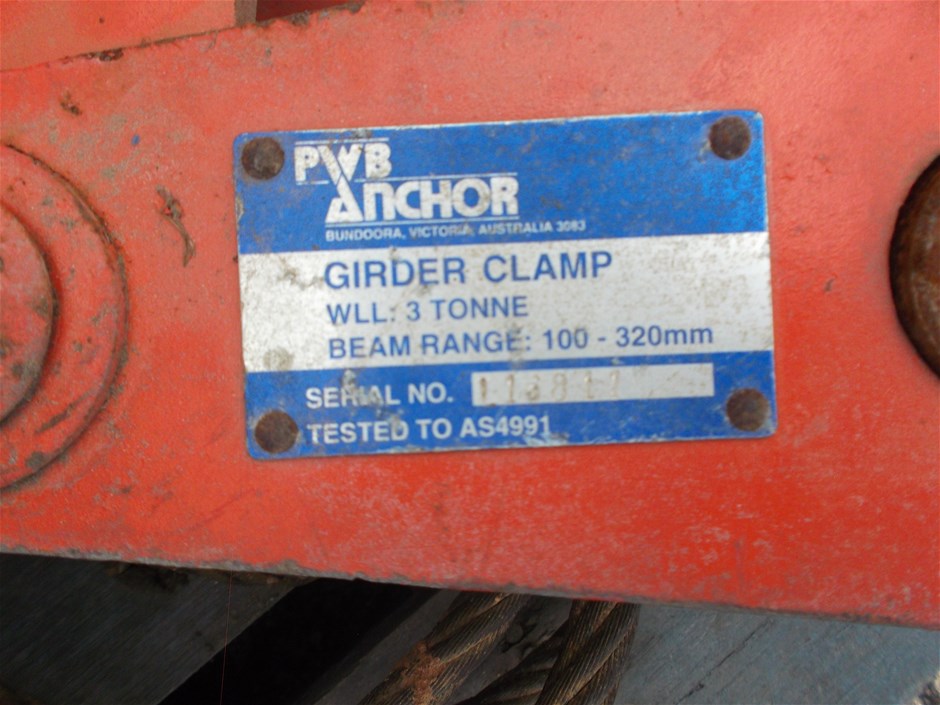 PWB
ANCHOR
BUNDOORA, VICTORIA, AUSTRALIA 3083
GIRDER CLAMP
WLL: 3 TONNE
BEAM RANGE: 100 - 320mm
SERIAL NO.
TESTED TO AS4991